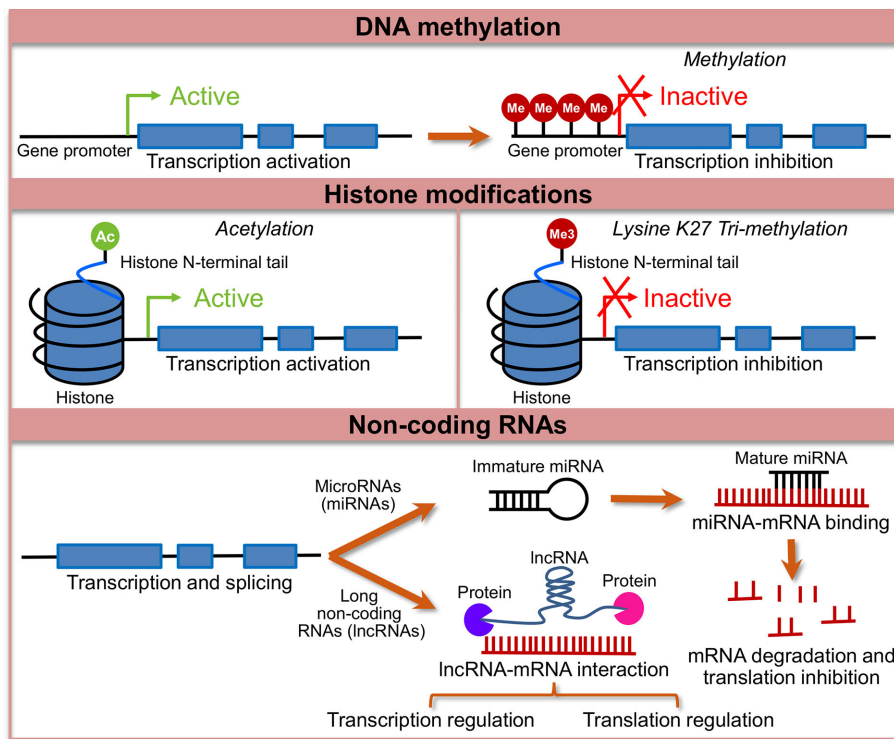 DNA methylation
Active
Gene promoter
Transcription activation
Methylation
Me Me Me Me
Inactive
Gene promoter
Transcription inhibition
Histone modifications
Acetylation
Ac
Histone N-terminal tail
Active
Transcription activation
Histone
Lysine K27 Tri-methylation
Me3
Histone N-terminal tail
Inactive
Transcription inhibition
Histone
Non-coding RNAs
Transcription and splicing
MicroRNAs
(miRNAs)
Immature miRNA
Mature miRNA
miRNA-mRNA binding
mRNA degradation and
translation inhibition
Long
non-coding
RNAs (lncRNAs)
lncRNA
Protein
Protein
lncRNA-mRNA interaction
Transcription regulation
Translation regulation